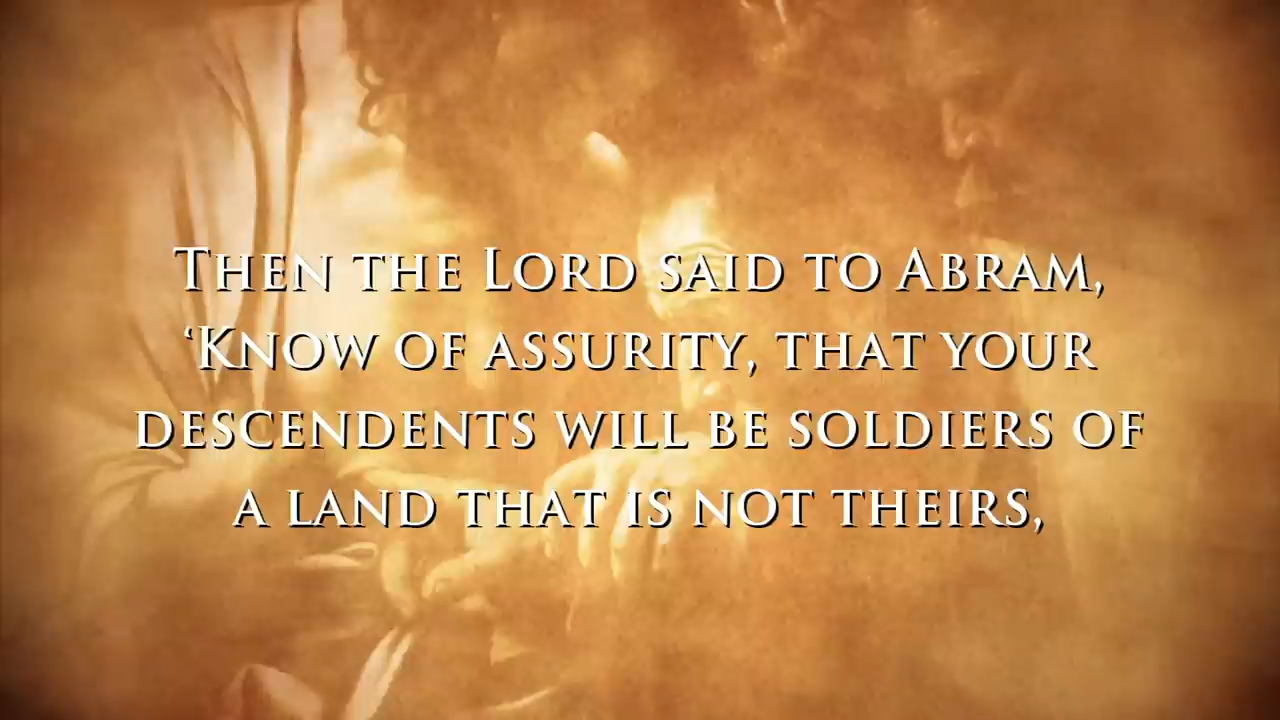 Then the Lord said to Abram,
‘Know of assurity, that your
descendents will be soldiers of
a land that is not theirs,